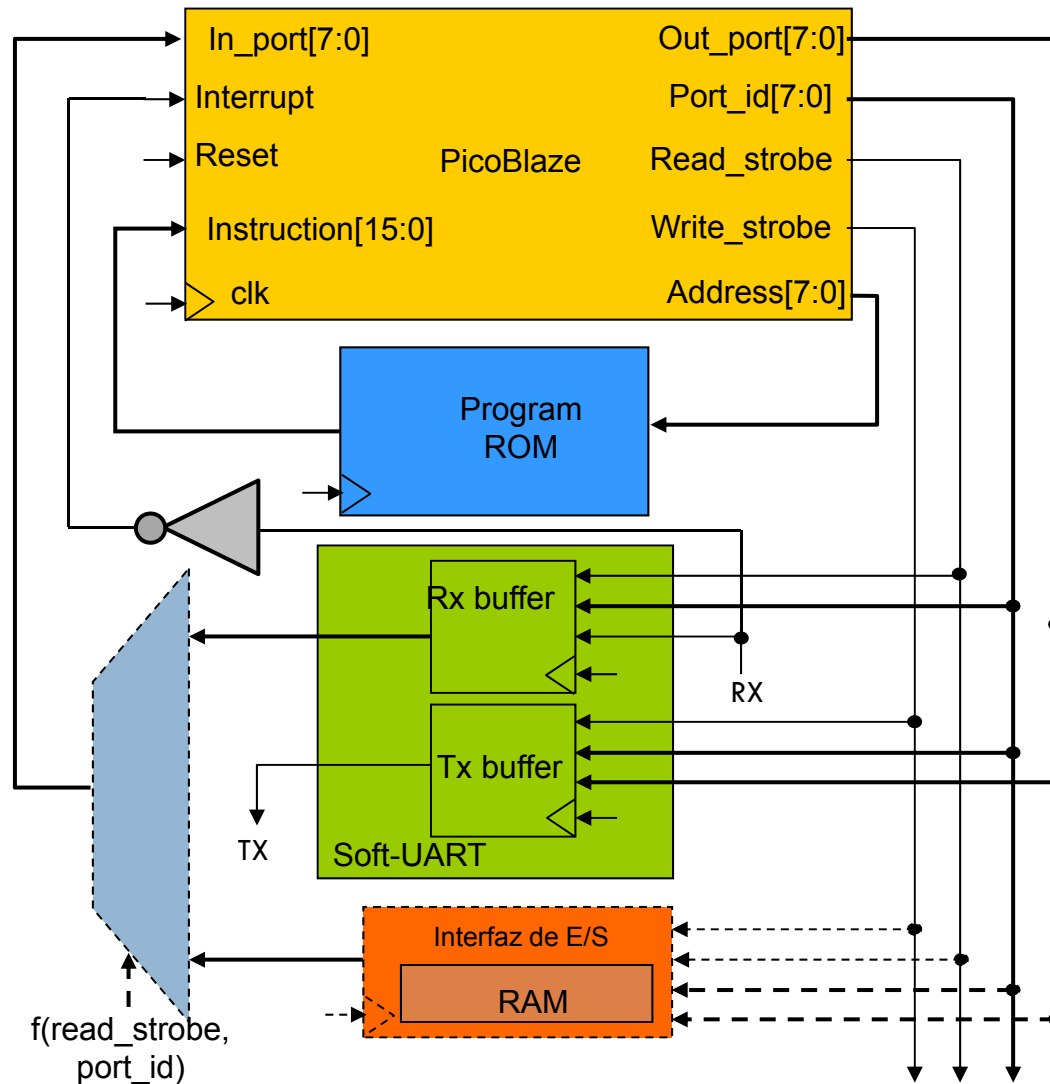 In_port[7:0]
Out_port[7:0]
Interrupt
Port_id[7:0]
Reset
PicoBlaze
Read_strobe
Instruction[15:0]
Write_strobe
clk
Address[7:0]
Program
ROM
Rx buffer
RX
Tx buffer
TX
Soft-UART
Interfaz de E/S
RAM
f(read_strobe,
port_id)